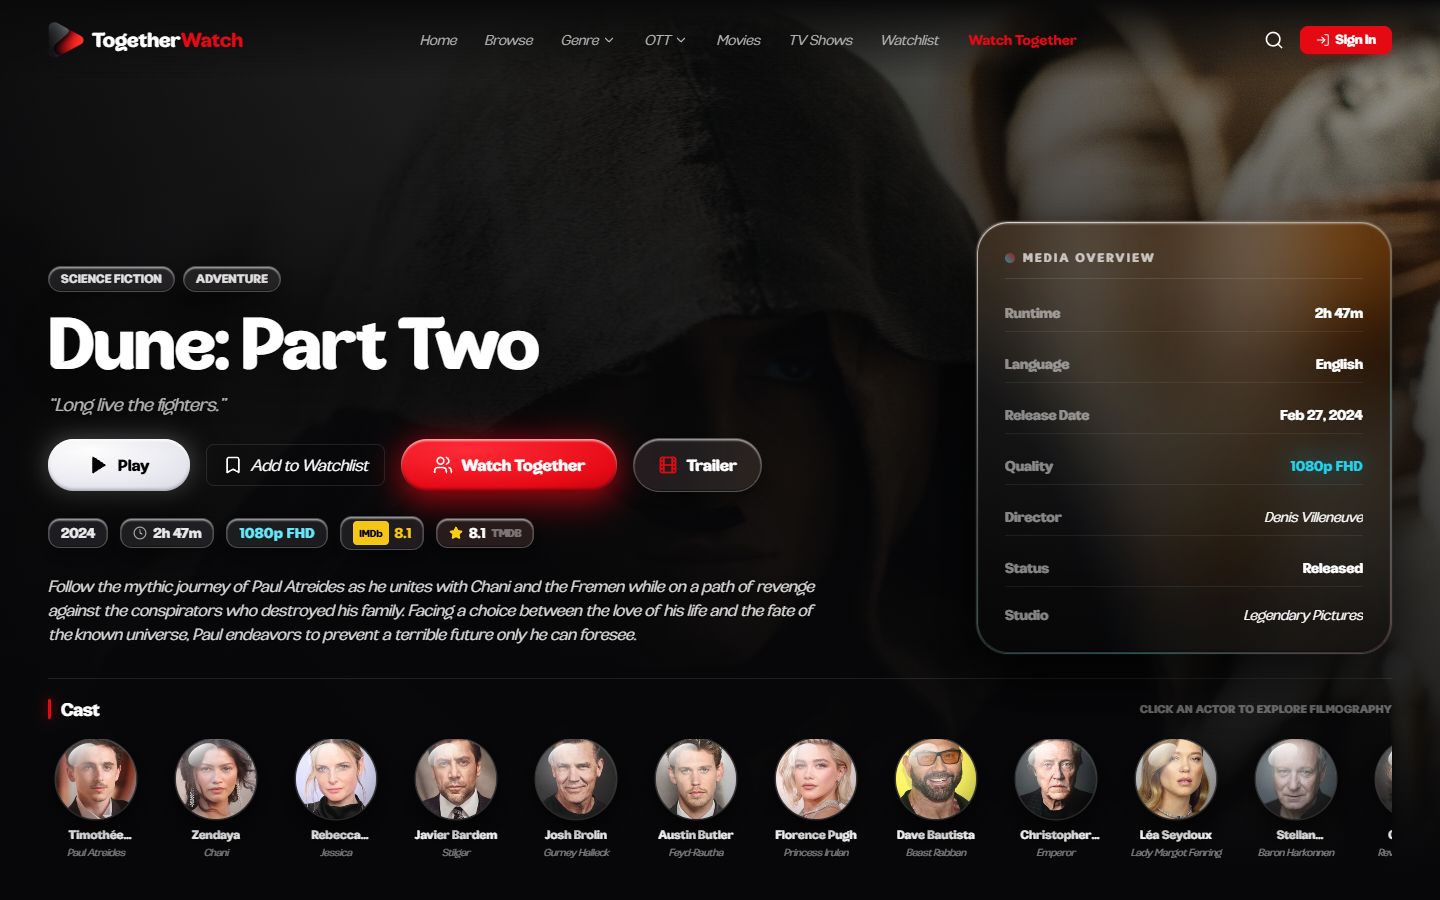 TogetherWatch
Home Browse Genre OTT Movies TV Shows Watchlist Watch Together
Sign In
SCIENCE FICTION ADVENTURE
Dune: Part Two
"Long live the fighters."
Play Add to Watchlist Watch Together Trailer
2024 2h 47m 1080p FHD IMDb 8.1 8.1 TMDB
Follow the mythic journey of Paul Atreides as he unites with Chani and the Fremen while on a path of revenge
against the conspirators who destroyed his family. Facing a choice between the love of his life and the fate of
the known universe, Paul endeavors to prevent a terrible future only he can foresee.
MEDIA OVERVIEW
Runtime 2h 47m
Language English
Release Date Feb 27, 2024
Quality 1080p FHD
Director Denis Villeneuve
Status Released
Studio Legendary Pictures
Cast
CLICK AN ACTOR TO EXPLORE FILMOGRAPHY
Timothée... Zendaya Rebecca... Javier Bardem Josh Brolin Austin Butler Florence Pugh Dave Bautista Christopher... Léa Seydoux Stellan...
Paul Atreides Chani Jessica Stilgar Gurney Halleck Feyd-Rautha Princess Irulan Beast Rabban Emperor Lady Margot Fenring Baron Harkonnen